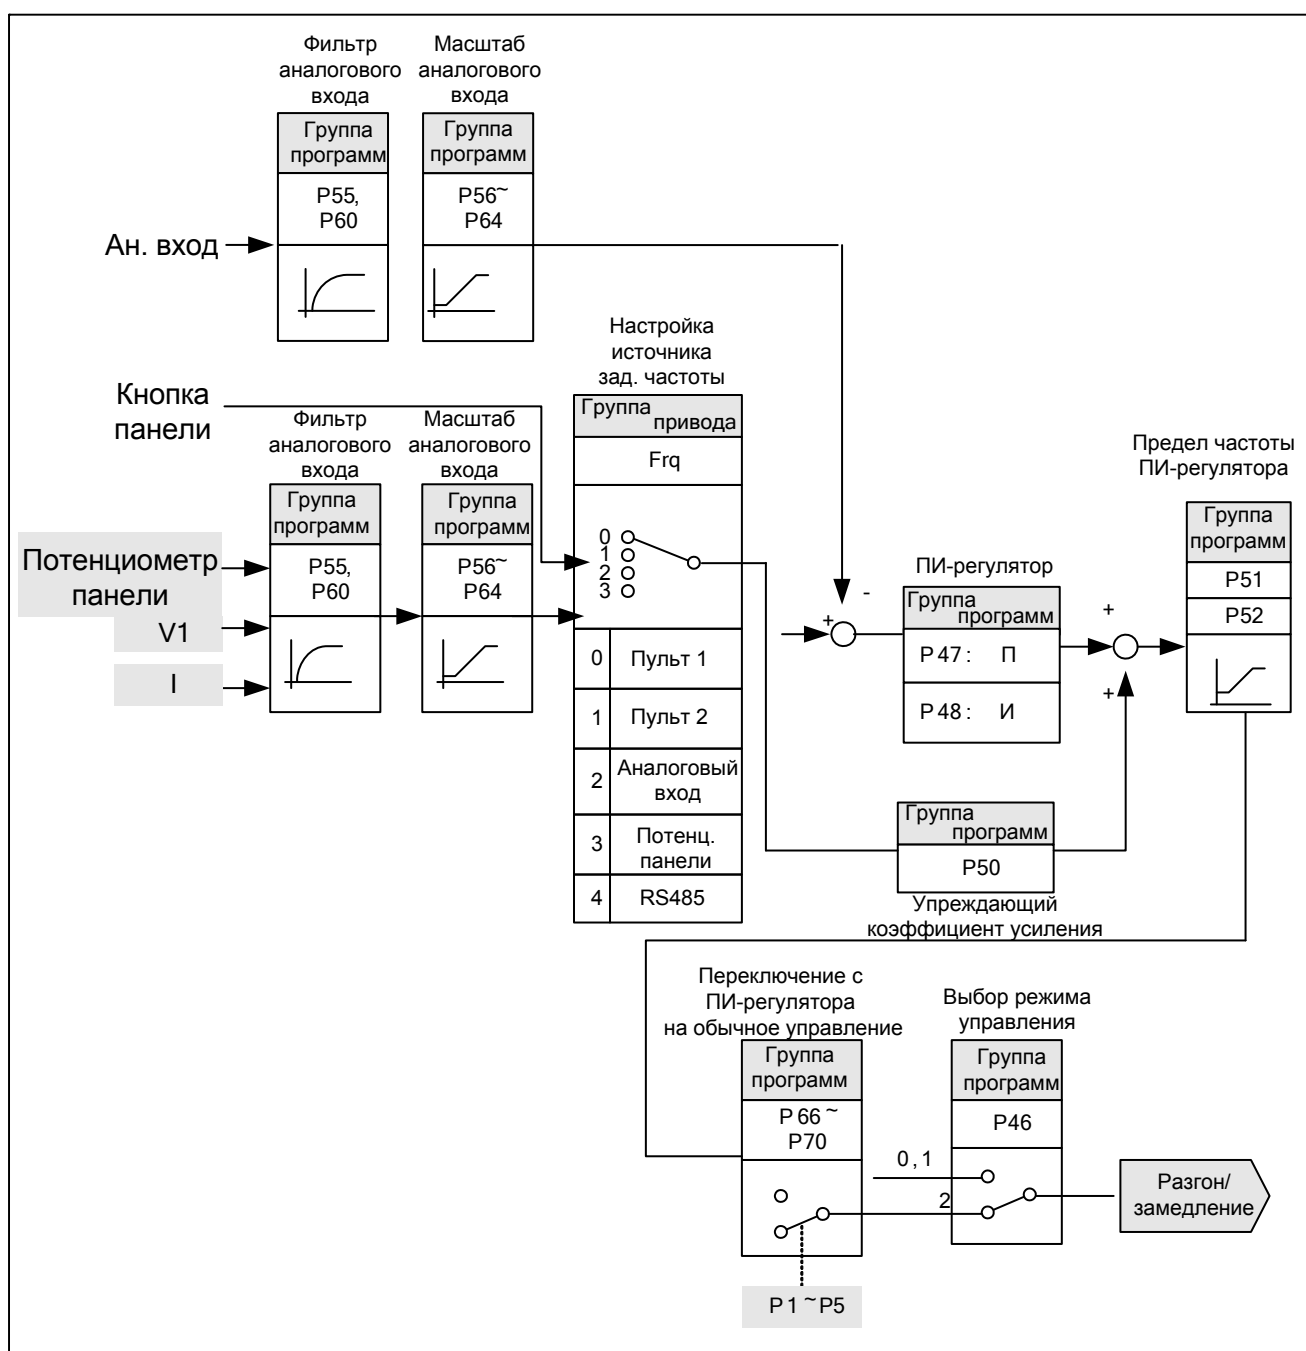 Фильтр
аналогового
входа
Масштаб
аналогового
входа
Группа
программ
P55,
P60
Группа
программ
P56~
P64
Ан. вход
Настройка
источника
зад. частоты
Кнопка
панели
Фильтр
аналогового
входа
Масштаб
аналогового
входа
Группа
привода
Frq
0
1
2
3
0 Пульт 1
1 Пульт 2
2 Аналоговый
вход
3 Потенц.
панели
4 RS485
Группа
программ
P55,
P60
Группа
программ
P56~
P64
Потенциометр
панели
V1
I
Предел частоты
ПИ-регулятора
Группа
программ
P51
P52
ПИ-регулятор
Группа
программ
P 47 : П
P 48 : И
+
-
+
+
Группа
программ
P50
Упреждающий
коэффициент усиления
Переключение с
ПИ-регулятора
на обычное управление
Группа
программ
P 66 ~
P70
Выбор режима
управления
Группа
программ
P46
0 , 1
2
Разгон/
замедление
P 1 ~ P5